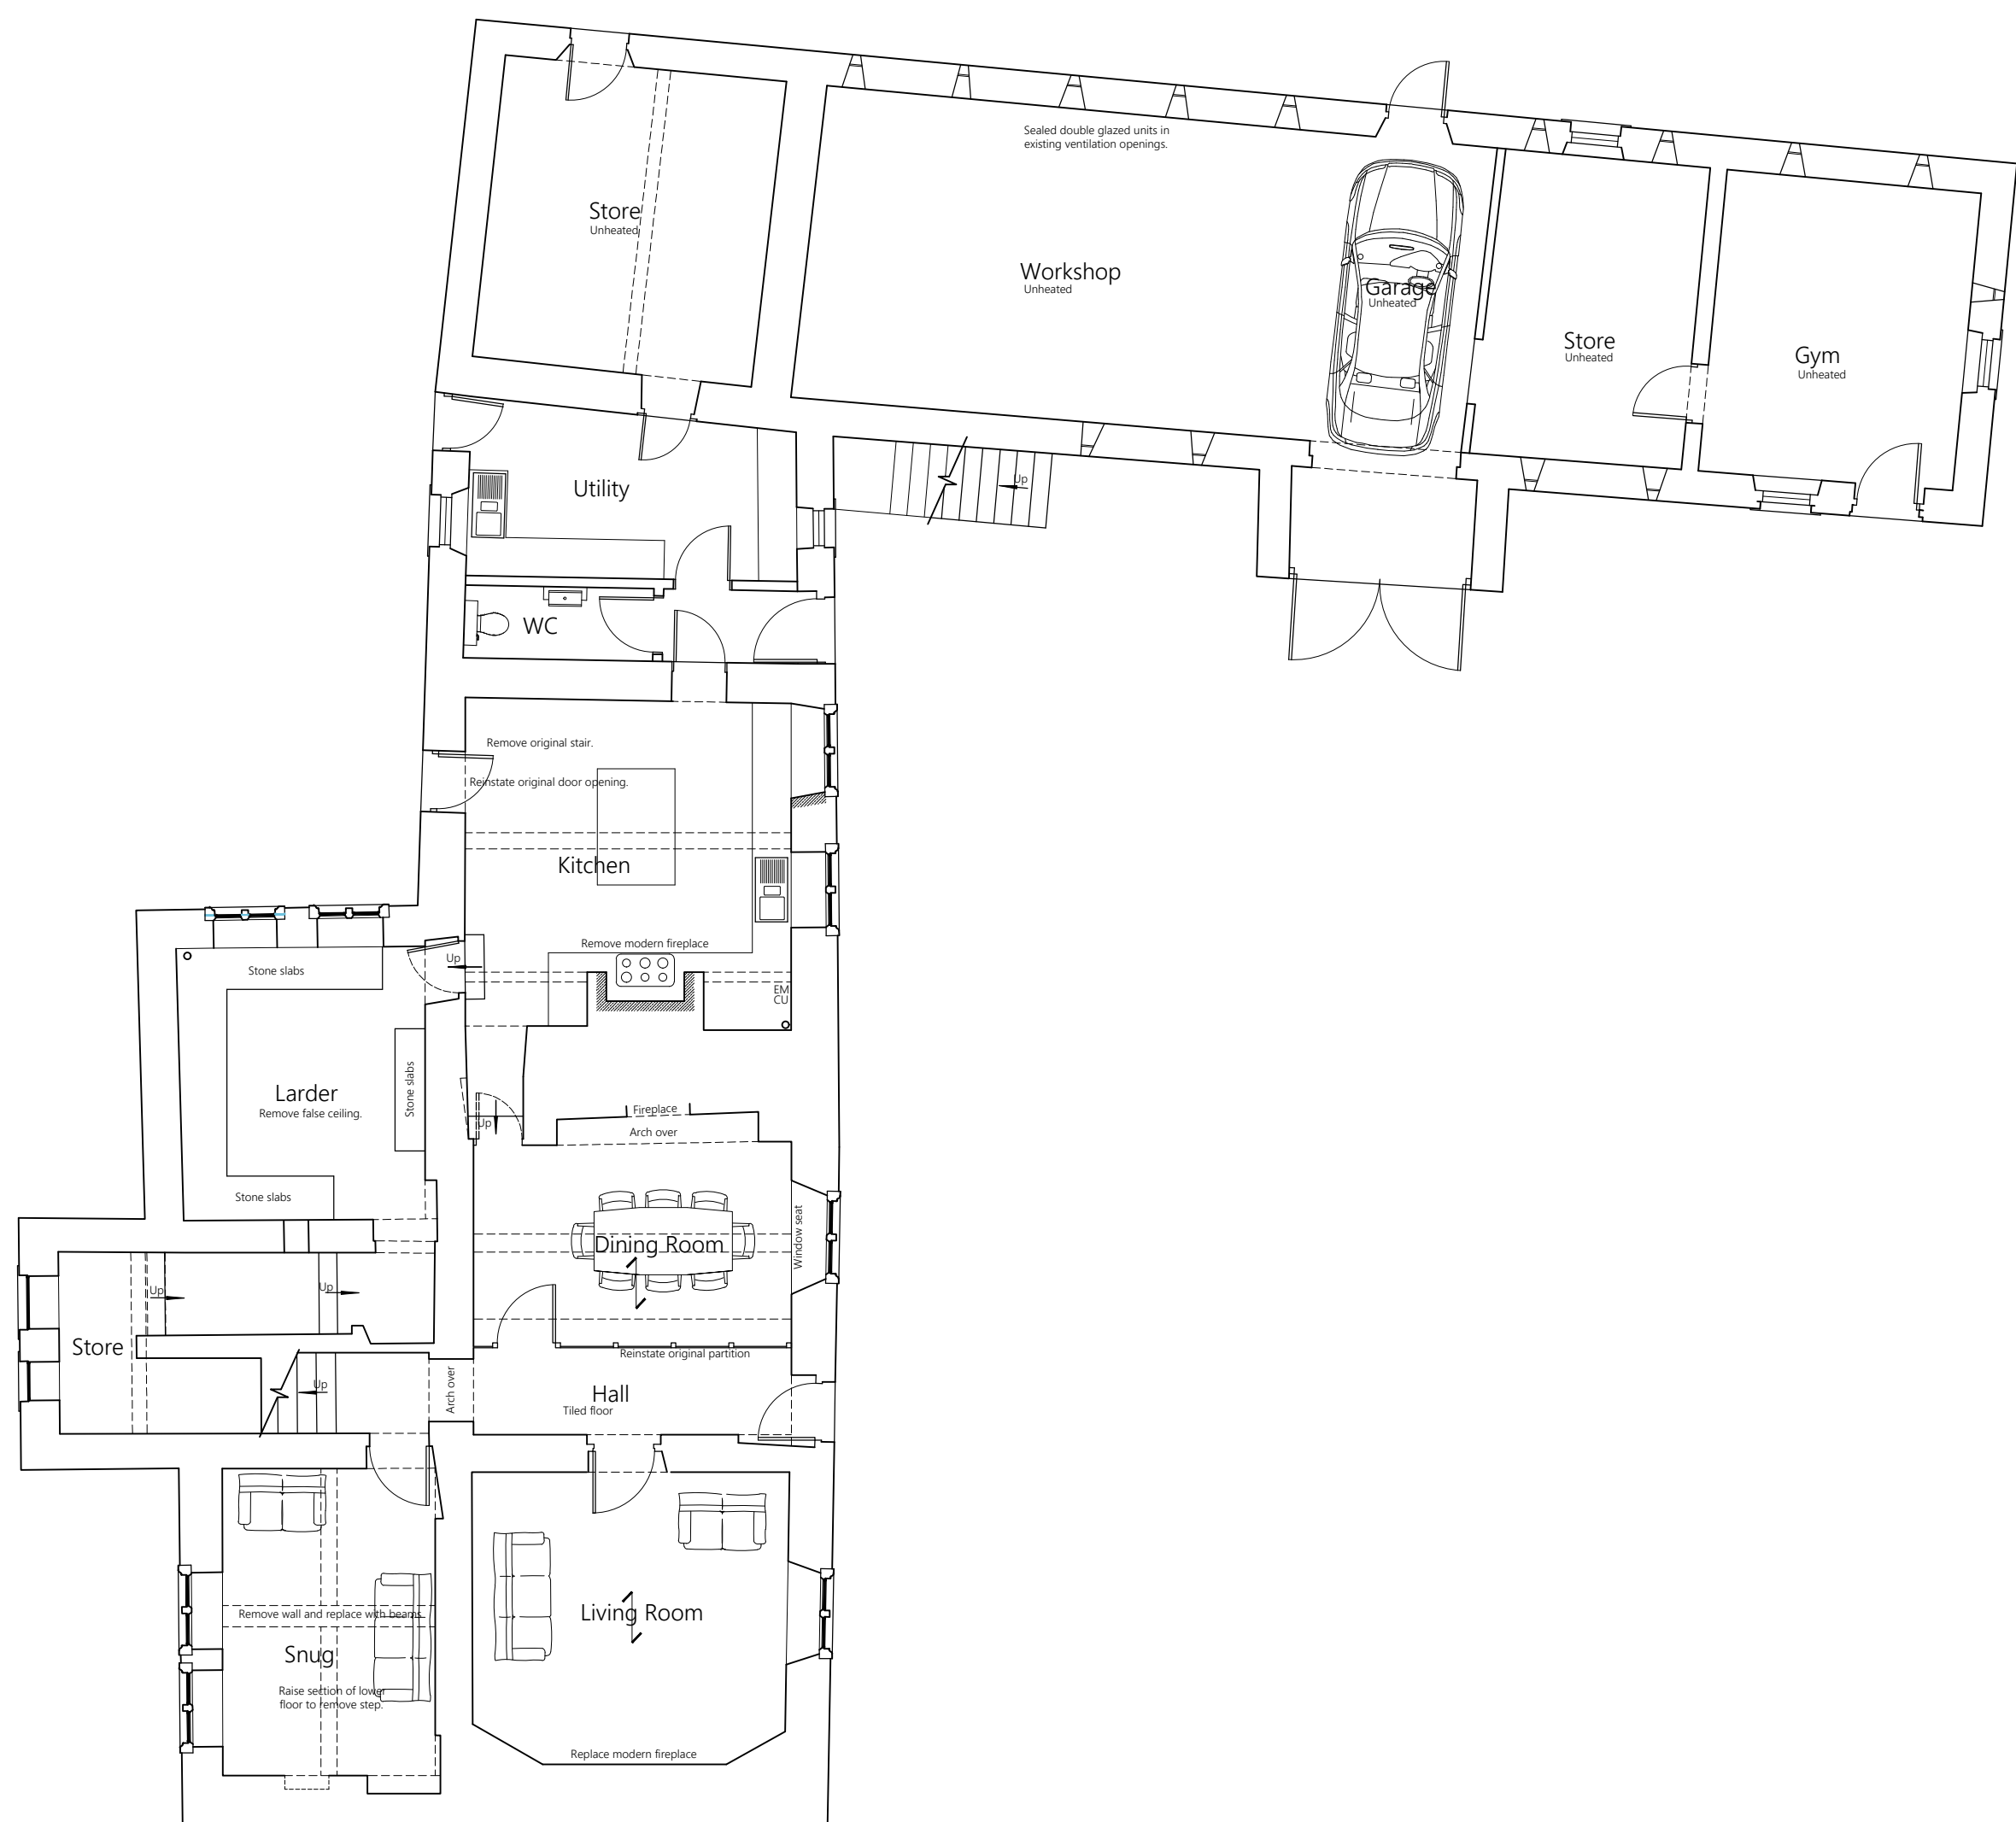 Sealed double glazed units in
existing ventilation openings.
Store
Unheated
Workshop
Unheated
Garage
Unheated
Store
Unheated
Gym
Unheated
Utility
Up
WC
Remove original stair.
Reinstate original door opening.
Kitchen
Remove modern fireplace
Up
Stone slabs
EM
CU
Larder
Remove false ceiling.
Stone slabs
Fireplace
Up
Arch over
Stone slabs
Dining Room
Window seat
Up
Up
Store
Reinstate original partition
Up
Arch over
Hall
Tiled floor
Remove wall and replace with beams.
Living Room
Snug
Raise section of lower
floor to remove step.
Replace modern fireplace